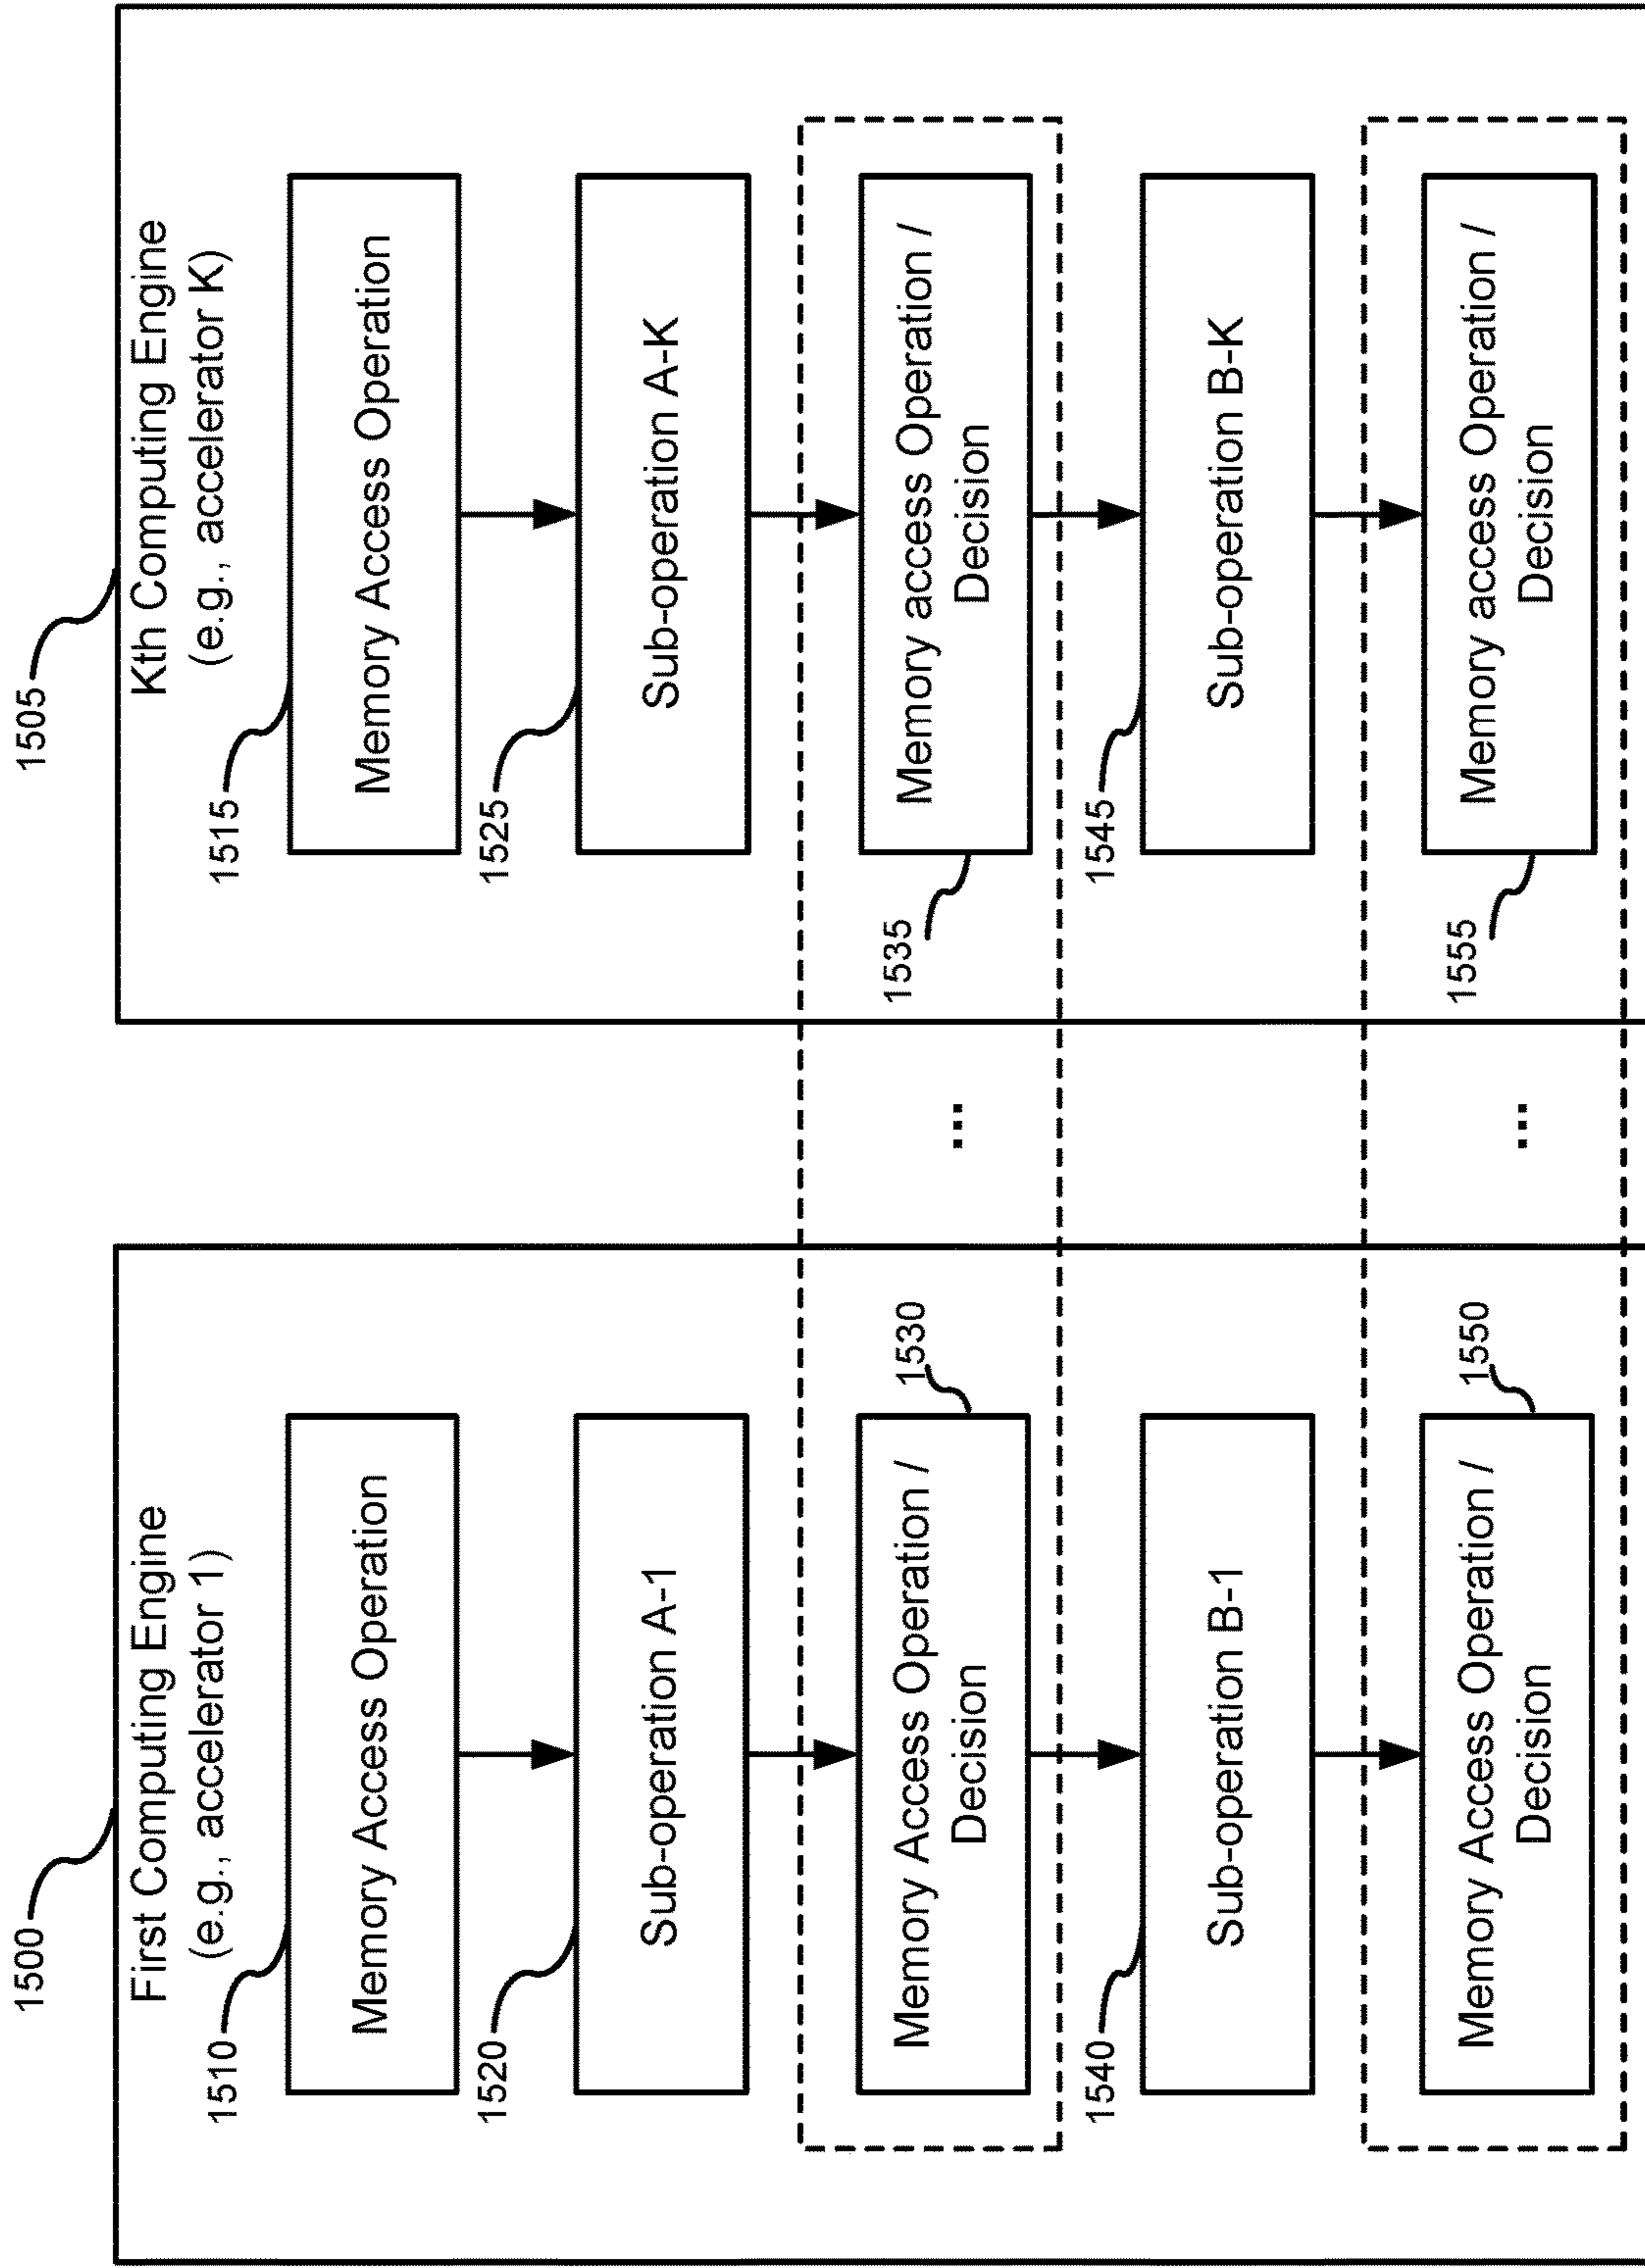 1500
First Computing Engine
(e.g., accelerator 1)
1510
Memory Access Operation
1520
Sub-operation A-1
Memory Access Operation /
Decision
1530
1540
Sub-operation B-1
Memory Access Operation /
Decision
1550
...
...
1505
Kth Computing Engine
(e.g., accelerator K)
1515
Memory Access Operation
1525
Sub-operation A-K
Memory access Operation /
Decision
1535
1545
Sub-operation B-K
Memory access Operation /
Decision
1555